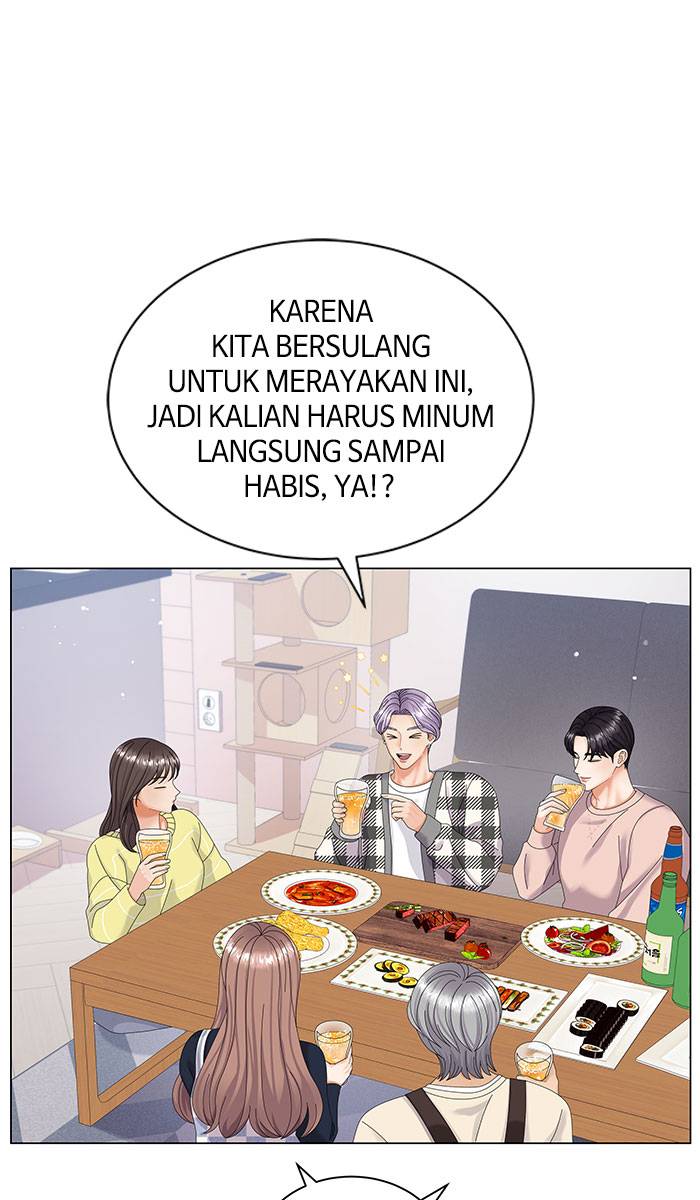 KARENA
KITA BERSULANG
UNTUK MERAYAKAN INI,
JADI KALIAN HARUS MINUM
LANGSUNG SAMPAI
HABIS, YA!?